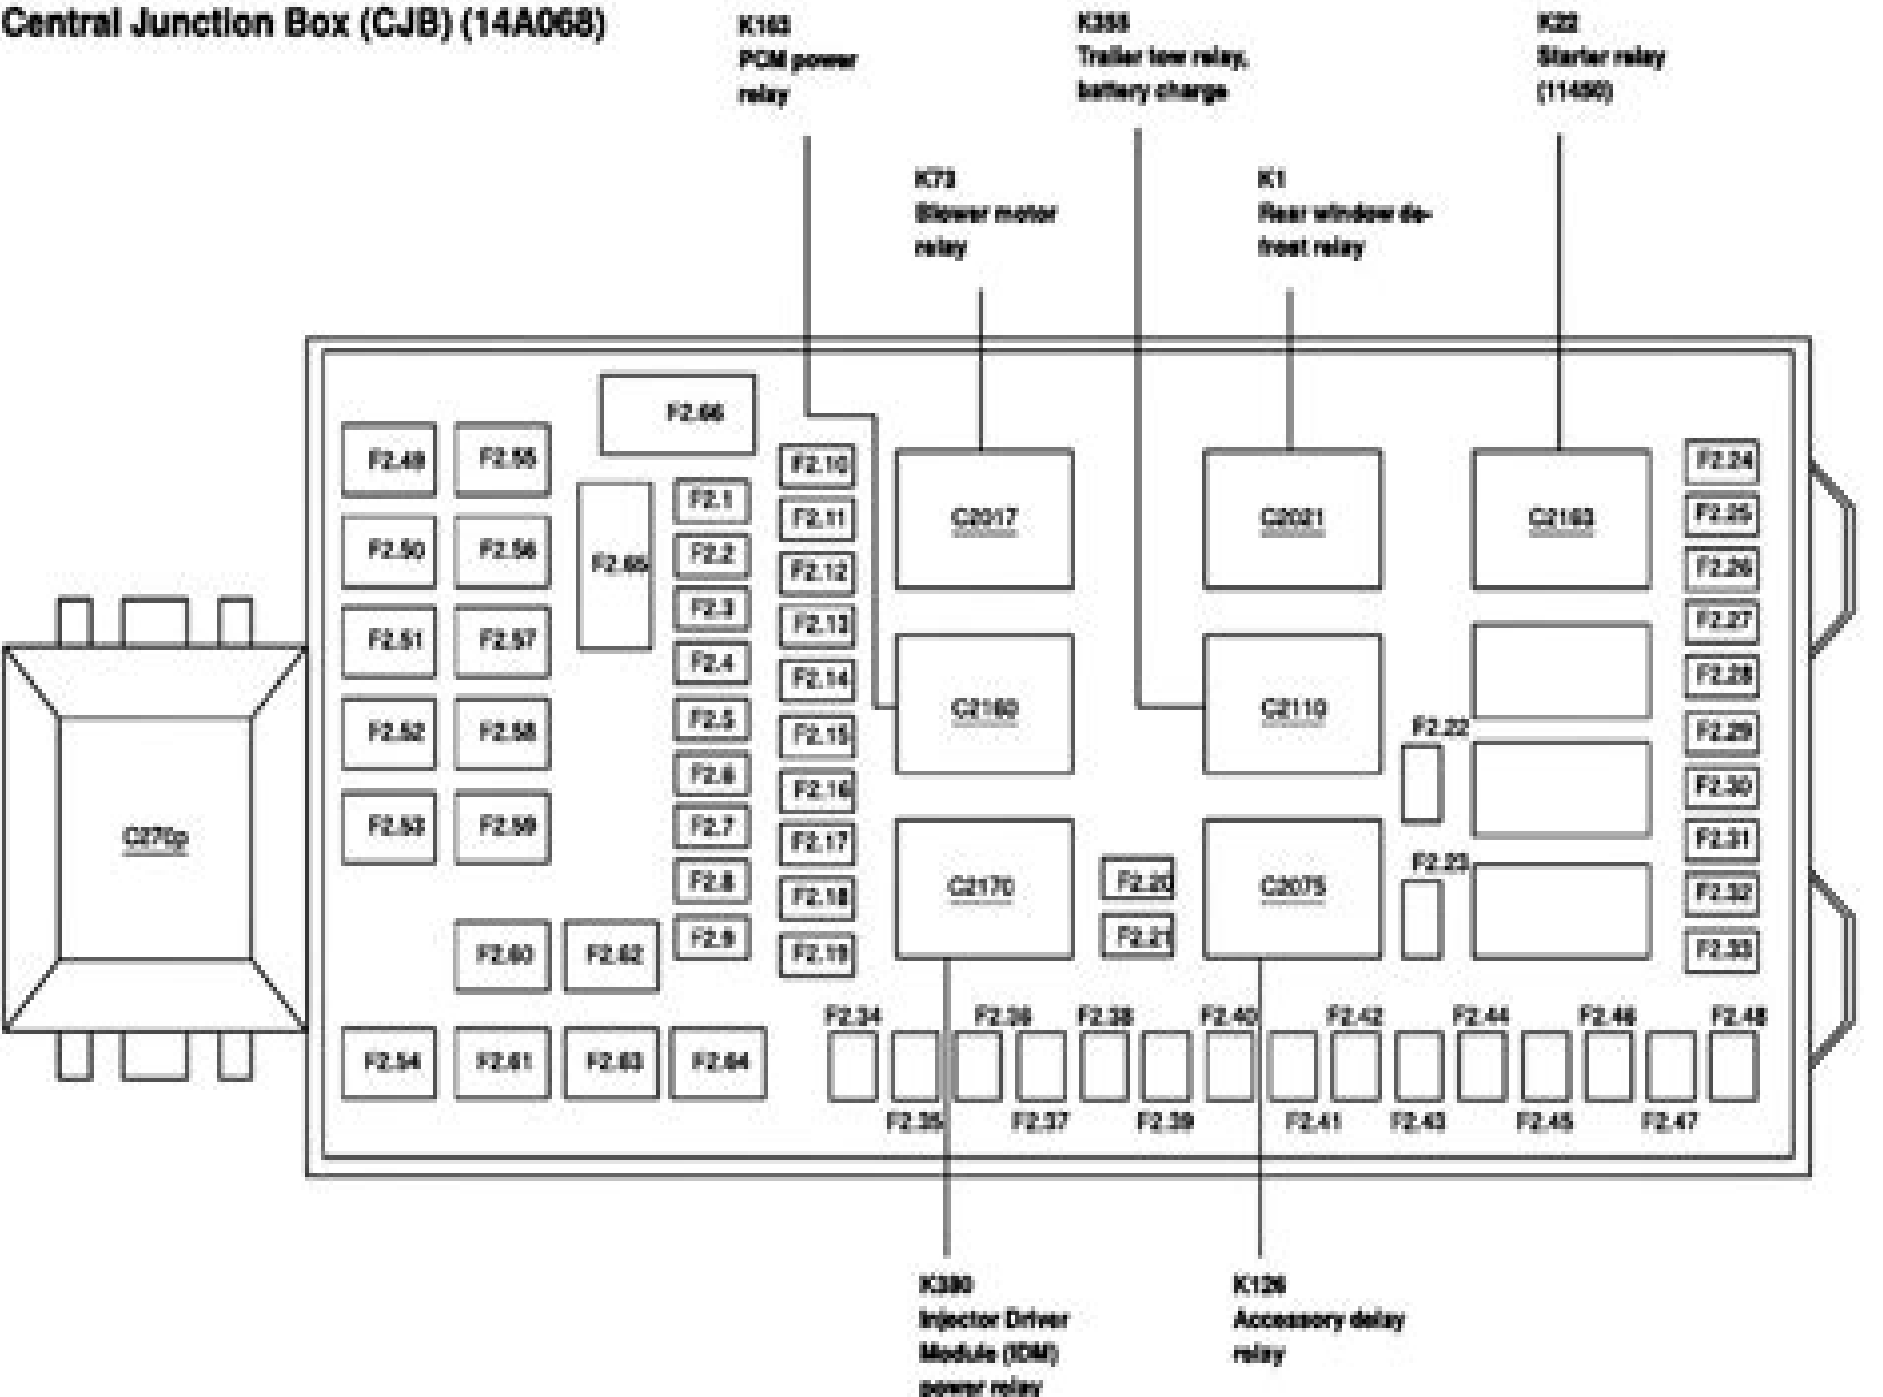 Central Junction Box (CJB) (14A068)
K163
PCM power
relay
K355
Trailer tow relay,
battery charge
K22
Starter relay
(11450)
K73
Blower motor
relay
K1
Rear window de-
frost relay
F2.66
F2.49
F2.55
F2.10
F2.24
F2.1
F2.11
C2017
C2021
C2163
F2.25
F2.50
F2.56
F2.65
F2.2
F2.12
F2.26
F2.3
F2.13
F2.27
F2.51
F2.57
F2.4
F2.14
F2.28
F2.5
C2160
C2110
F2.52
F2.58
F2.15
F2.22
F2.29
F2.6
F2.16
F2.30
C270p
F2.53
F2.59
F2.7
F2.17
F2.31
F2.8
F2.18
C2170
F2.20
C2075
F2.23
F2.32
F2.9
F2.21
F2.60
F2.62
F2.19
F2.33
F2.34
F2.36
F2.38
F2.40
F2.42
F2.44
F2.46
F2.48
F2.54
F2.61
F2.63
F2.64
F2.35
F2.37
F2.39
F2.41
F2.43
F2.45
F2.47
K380
Injector Driver
Module (IDM)
power relay
K126
Accessory delay
relay